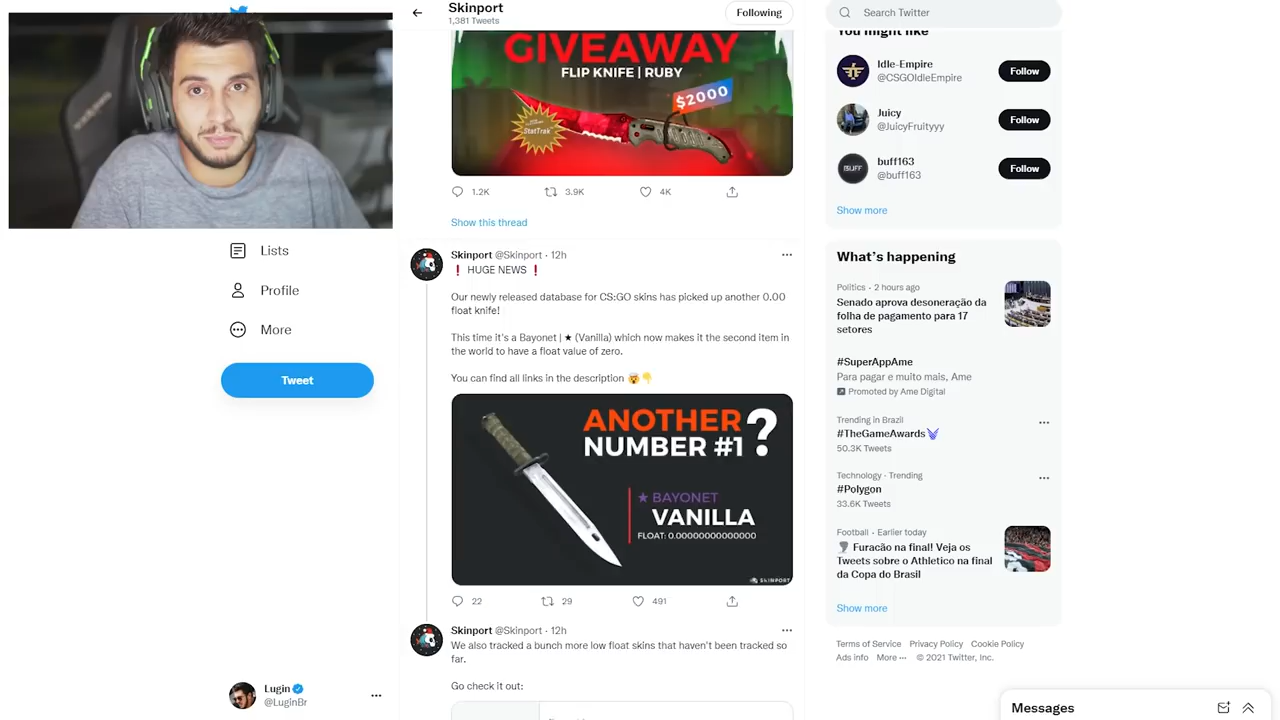 Lists
Profile
More
Tweet
Lugin
@LuginBr
Skinport
1,381 Tweets
Following
GIVEAWAY
FLIP KNIFE | RUBY
$2000
StatTrak
1.2K
3.9K
4K
Show this thread
Skinport @Skinport · 12h
❗ HUGE NEWS ❗
Our newly released database for CS:GO skins has picked up another 0.00
float knife!
This time it's a Bayonet | ★ (Vanilla) which now makes it the second item in
the world to have a float value of zero.
You can find all links in the description 🤯👇
ANOTHER
NUMBER #1 ?
★ BAYONET
VANILLA
FLOAT: 0.00000000000000
SKINPORT
22
29
491
Skinport @Skinport · 12h
We also tracked a bunch more low float skins that haven't been tracked so
far.
Go check it out:
Search Twitter
You might like
Idle-Empire
@CSGOIdleEmpire
Follow
Juicy
@JuicyFruityyy
Follow
BUFF
buff163
@buff163
Follow
Show more
What's happening
Politics · 2 hours ago
Senado aprova desoneração da
folha de pagamento para 17
setores
#SuperAppAme
Para pagar e muito mais, Ame
Promoted by Ame Digital
Trending in Brazil
#TheGameAwards
50.3K Tweets
Technology · Trending
#Polygon
33.6K Tweets
Football · Earlier today
🌪 Furacão na final! Veja os
Tweets sobre o Athletico na final
da Copa do Brasil
Show more
Terms of Service Privacy Policy Cookie Policy
Ads info More ··· © 2021 Twitter, Inc.
Messages